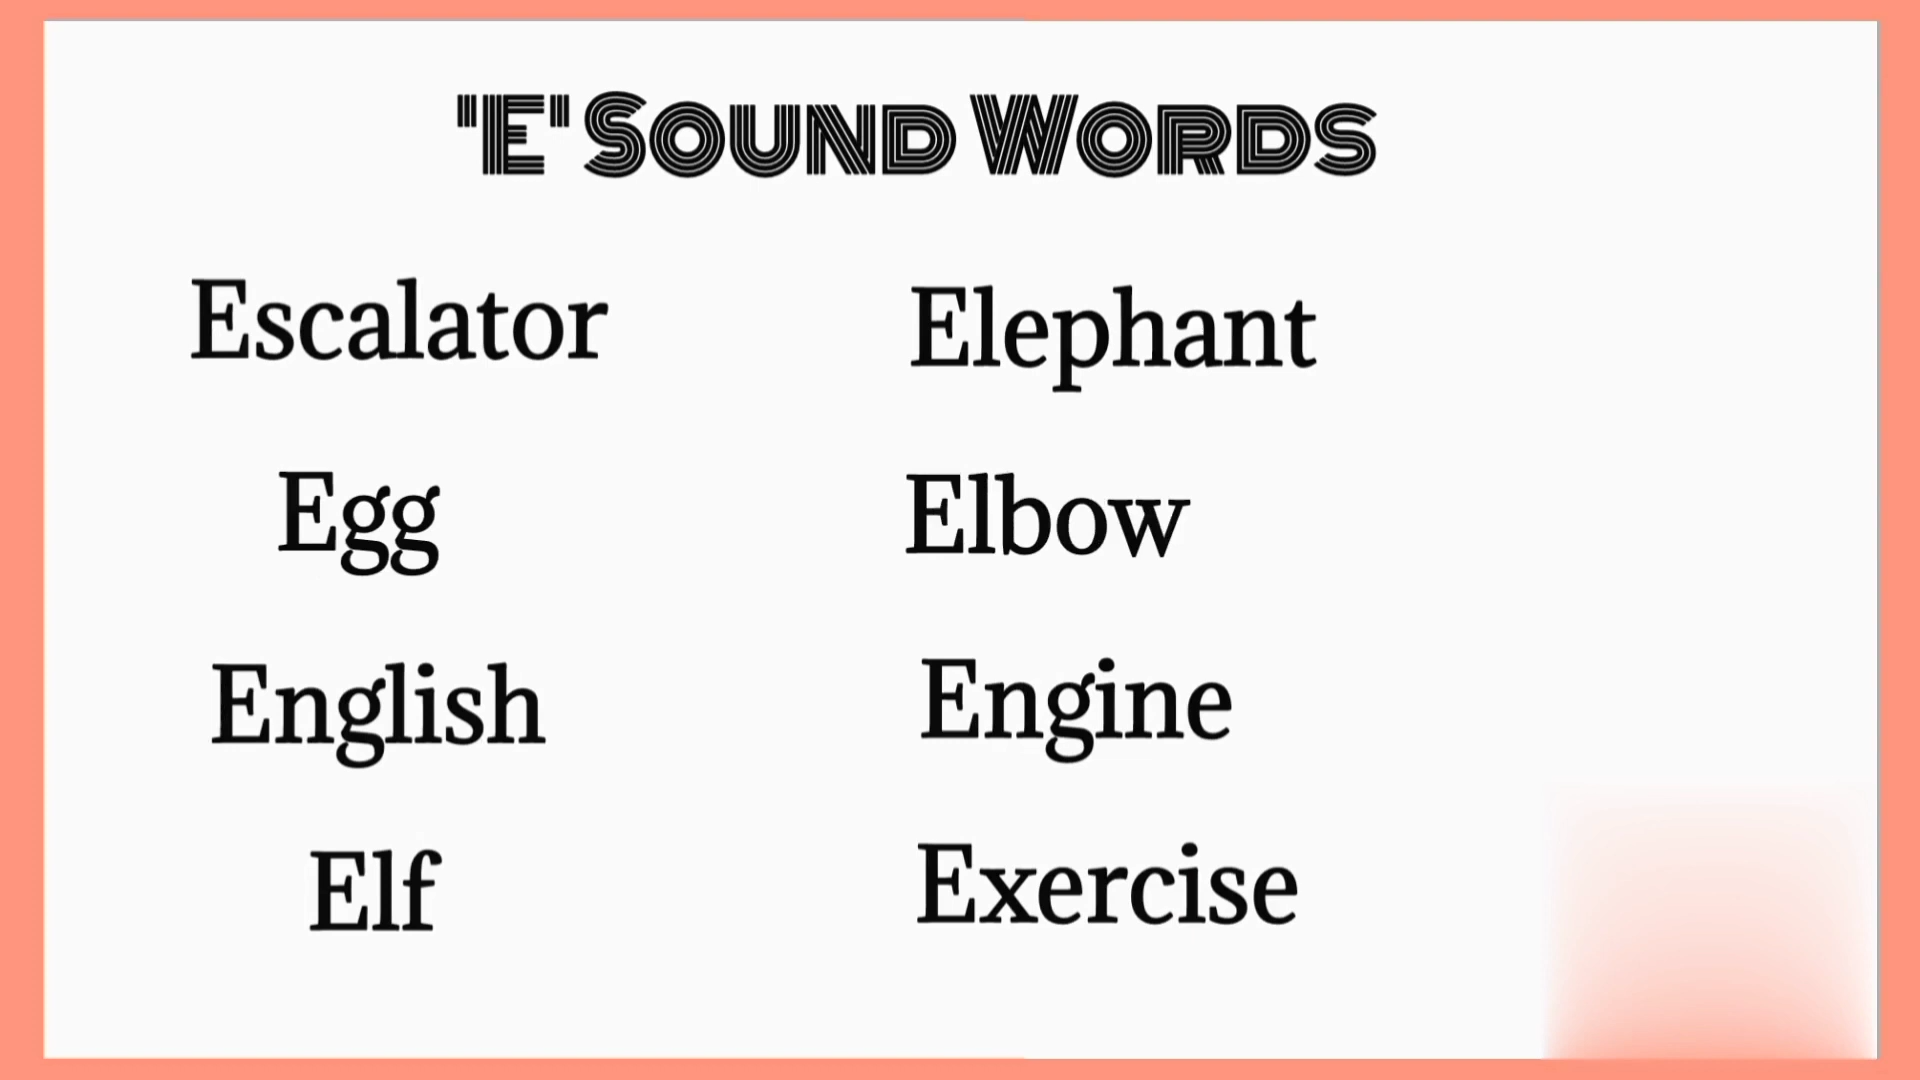 "E" Sound Words
Escalator
Elephant
Egg
Elbow
English
Engine
Elf
Exercise